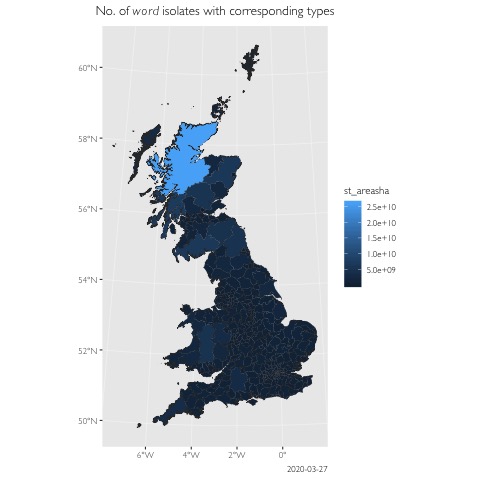 No. of word isolates with corresponding types
60°N
58°N
56°N
54°N
52°N
50°N
6°W 4°W 2°W 0°
st_areasha
2.5e+10
2.0e+10
1.5e+10
1.0e+10
5.0e+09
2020-03-27